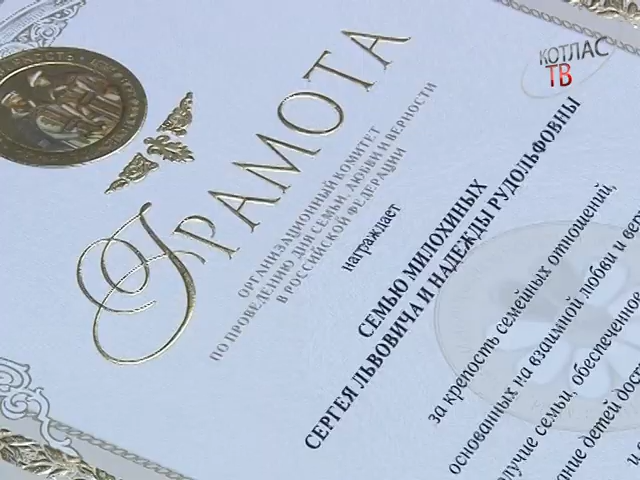 КОТЛАС
ТВ
ГРАМОТА
ОРГАНИЗАЦИОННЫЙ КОМИТЕТ
ПО ПРОВЕДЕНИЮ ДНЯ СЕМЬИ, ЛЮБВИ И ВЕРНОСТИ
В РОССИЙСКОЙ ФЕДЕРАЦИИ
награждает
СЕМЬЮ МИЛОХИНЫХ
СЕРГЕЯ ЛЬВОВИЧА И НАДЕЖДЫ РУДОЛЬФОВНЫ
за крепость семейных отношений,
основанных на взаимной любви и
семьи,
детей